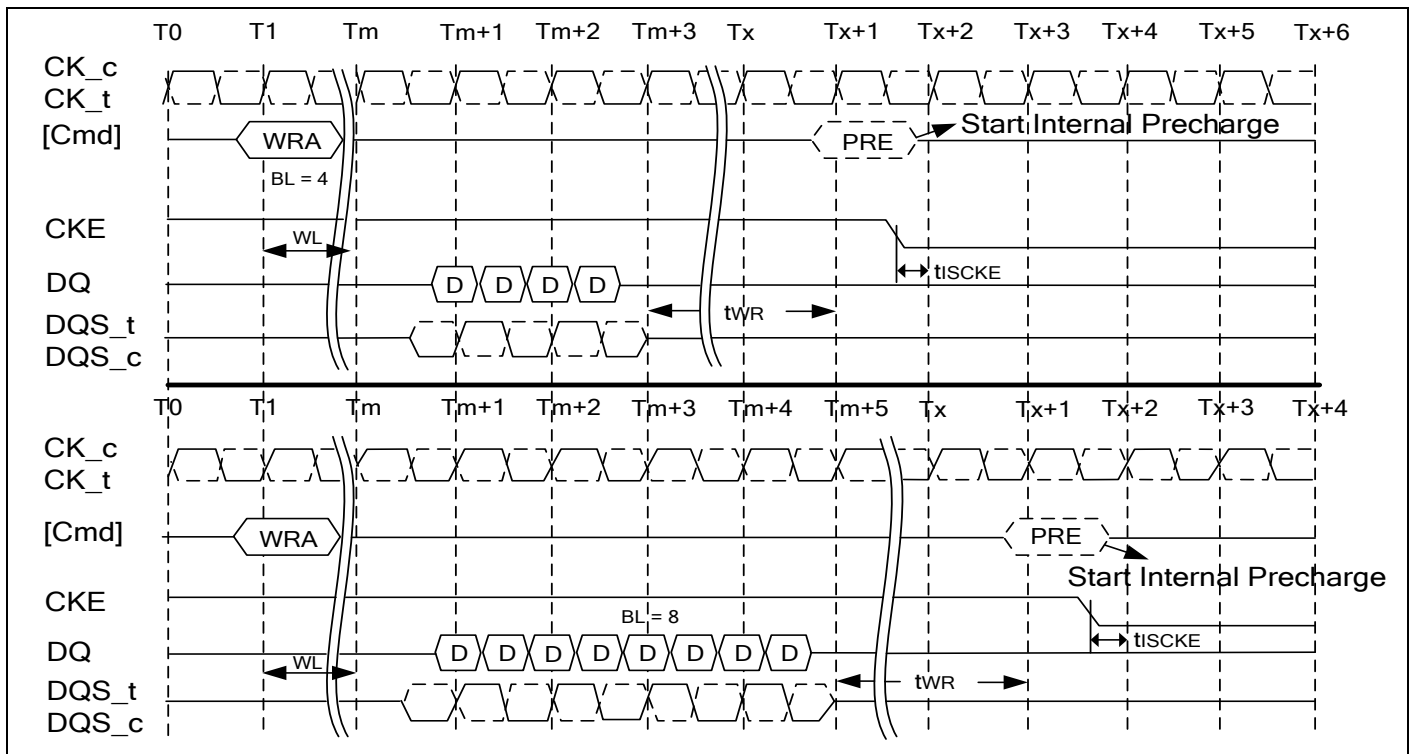 T0 T1 Tm Tm+1 Tm+2 Tm+3 Tx Tx+1 Tx+2 Tx+3 Tx+4 Tx+5 Tx+6
CK_c
CK_t
[Cmd] WRA PRE Start Internal Precharge
BL = 4
CKE
WL
tISCKE
DQ D D D D
tWR
DQS_t
DQS_c
T0 T1 Tm Tm+1 Tm+2 Tm+3 Tm+4 Tm+5 Tx Tx+1 Tx+2 Tx+3 Tx+4
CK_c
CK_t
[Cmd] WRA PRE
Start Internal Precharge
CKE
BL = 8
tISCKE
DQ D D D D D D D D
WL
tWR
DQS_t
DQS_c